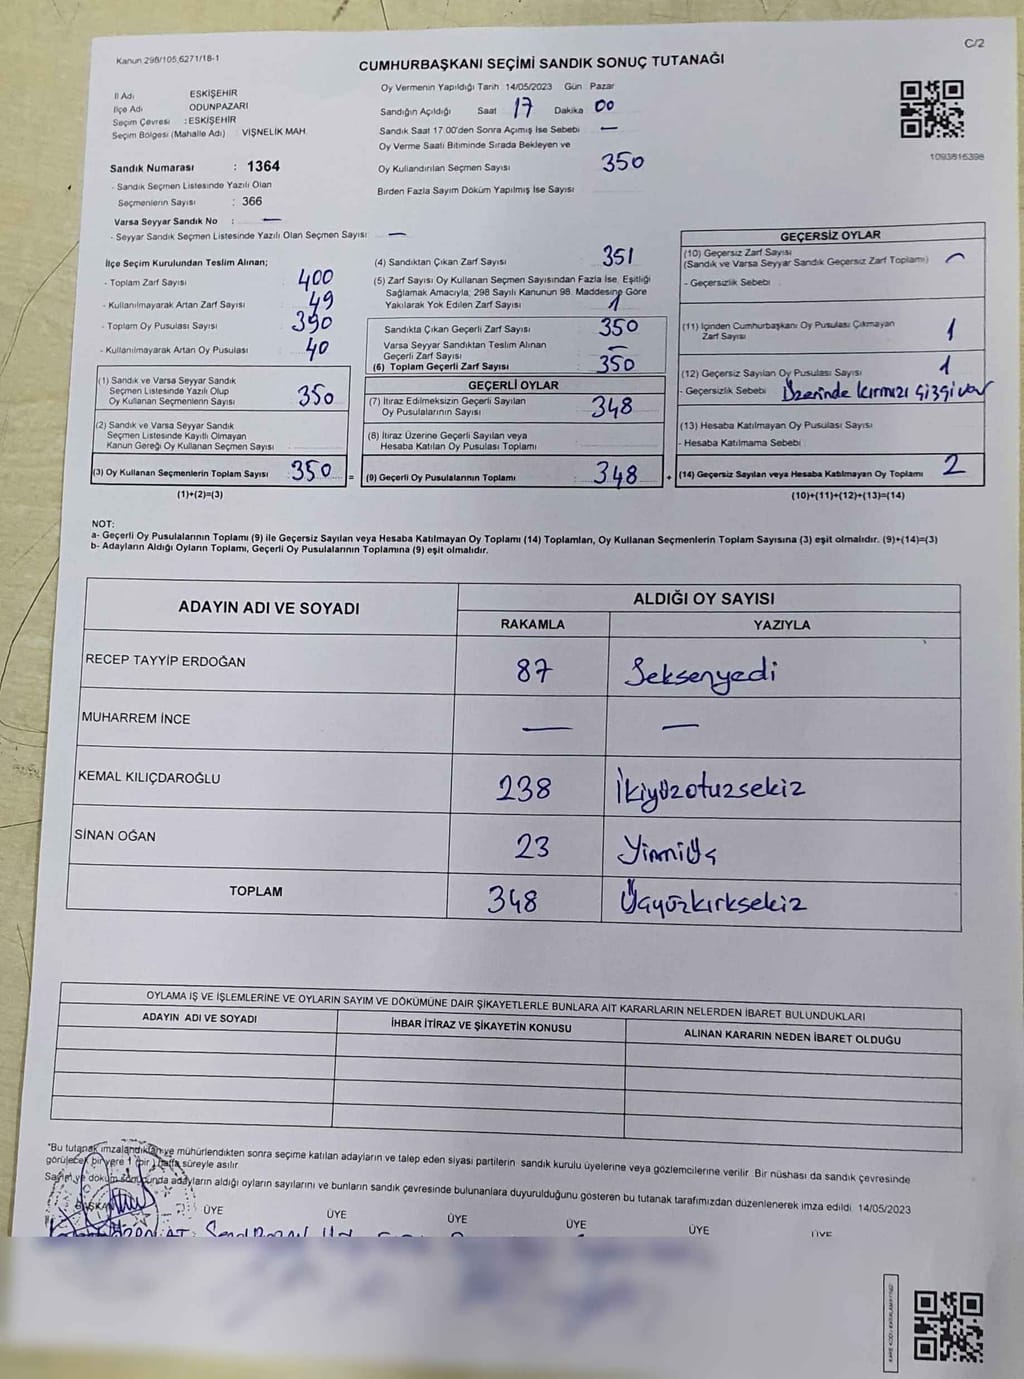 Kanun 298/105,6271/18-1
C/2
CUMHURBAŞKANI SEÇİMİ SANDIK SONUÇ TUTANAĞI
İl Adı ESKİŞEHİR
İlçe Adı ODUNPAZARI
Seçim Çevresi : ESKİŞEHİR
Seçim Bölgesi (Mahalle Adı) : VİŞNELİK MAH.
Sandık Numarası : 1364
- Sandık Seçmen Listesinde Yazılı Olan
Seçmenlerin Sayısı : 366
Varsa Seyyar Sandık No : —
- Seyyar Sandık Seçmen Listesinde Yazılı Olan Seçmen Sayısı: —
Oy Vermenin Yapıldığı Tarih 14/05/2023 Gün Pazar
Sandığın Açıldığı Saat 17 Dakika 00
Sandık Saat 17 00'den Sonra Açımış İse Sebebi —
Oy Verme Saati Bitiminde Sırada Bekleyen ve
Oy Kullandırılan Seçmen Sayısı 350
Birden Fazla Sayım Döküm Yapılmış İse Sayısı
1093816398
İlçe Seçim Kurulundan Teslim Alınan;
- Toplam Zarf Sayısı 400
- Kullanılmayarak Artan Zarf Sayısı 49
- Toplam Oy Pusulası Sayısı 390
- Kullanılmayarak Artan Oy Pusulası 40
(1) Sandık ve Varsa Seyyar Sandık
Seçmen Listesinde Yazılı Olup
Oy Kullanan Seçmenlerin Sayısı 350
(2) Sandık ve Varsa Seyyar Sandık
Seçmen Listesinde Kayıtlı Olmayan
Kanun Gereği Oy Kullanan Seçmen Sayısı
(3) Oy Kullanan Seçmenlerin Toplam Sayısı 350 =
(1)+(2)=(3)
(4) Sandıktan Çıkan Zarf Sayısı 351
(5) Zarf Sayısı Oy Kullanan Seçmen Sayısından Fazla İse, Eşitliği
Sağlamak Amacıyla, 298 Sayılı Kanunun 98. Maddesine Göre
Yakılarak Yok Edilen Zarf Sayısı 1
Sandıkta Çıkan Geçerli Zarf Sayısı 350
Varsa Seyyar Sandıktan Teslim Alınan
Geçerli Zarf Sayısı —
(6) Toplam Geçerli Zarf Sayısı 350
GEÇERLİ OYLAR
(7) İtiraz Edilmeksizin Geçerli Sayılan
Oy Pusulalarının Sayısı 348
(8) İtiraz Üzerine Geçerli Sayılan veya
Hesaba Katılan Oy Pusulası Toplamı
(9) Geçerli Oy Pusulalarının Toplamı : 348 +
GEÇERSİZ OYLAR
(10) Geçersiz Zarf Sayısı
(Sandık ve Varsa Seyyar Sandık Geçersiz Zarf Toplamı) —
- Geçersizlik Sebebi
(11) İçinden Cumhurbaşkanı Oy Pusulası Çıkmayan
Zarf Sayısı 1
(12) Geçersiz Sayılan Oy Pusulası Sayısı 1
- Geçersizlik Sebebi Üzerinde kırmızı çizgi var
(13) Hesaba Katılmayan Oy Pusulası Sayısı
- Hesaba Katılmama Sebebi
(14) Geçersiz Sayılan veya Hesaba Katılmayan Oy Toplamı 2
(10)+(11)+(12)+(13)=(14)
NOT:
a- Geçerli Oy Pusulalarının Toplamı (9) ile Geçersiz Sayılan veya Hesaba Katılmayan Oy Toplamı (14) Toplamları, Oy Kullanan Seçmenlerin Toplam Sayısına (3) eşit olmalıdır. (9)+(14)=(3)
b- Adayların Aldığı Oyların Toplamı, Geçerli Oy Pusulalarının Toplamına (9) eşit olmalıdır.
ADAYIN ADI VE SOYADI ALDIĞI OY SAYISI
RAKAMLA YAZIYLA
RECEP TAYYİP ERDOĞAN 87 Seksenyedi
MUHARREM İNCE — —
KEMAL KILIÇDAROĞLU 238 İkiyüzotuzsekiz
SİNAN OĞAN 23 Yirmiüç
TOPLAM 348 Üçyüzkırksekiz
OYLAMA İŞ VE İŞLEMLERİNE VE OYLARIN SAYIM VE DÖKÜMÜNE DAİR ŞİKAYETLERLE BUNLARA AİT KARARLARIN NELERDEN İBARET BULUNDUKLARI
ADAYIN ADI VE SOYADI İHBAR İTİRAZ VE ŞİKAYETİN KONUSU ALINAN KARARIN NEDEN İBARET OLDUĞU
*Bu tutanak imzalandıktan ve mühürlendikten sonra seçime katılan adayların ve talep eden siyasi partilerin sandık kurulu üyelerine veya gözlemcilerine verilir. Bir nüshası da sandık çevresinde
görülecek bir yere 1 (bir) hafta süreyle asılır.
Sayım ve döküm sonucunda adayların aldığı oyların sayılarını ve bunların sandık çevresinde bulunanlara duyurulduğunu gösteren bu tutanak tarafımızdan düzenlenerek imza edildi. 14/05/2023
BAŞKAN ÜYE ÜYE ÜYE ÜYE ÜYE ÜYE